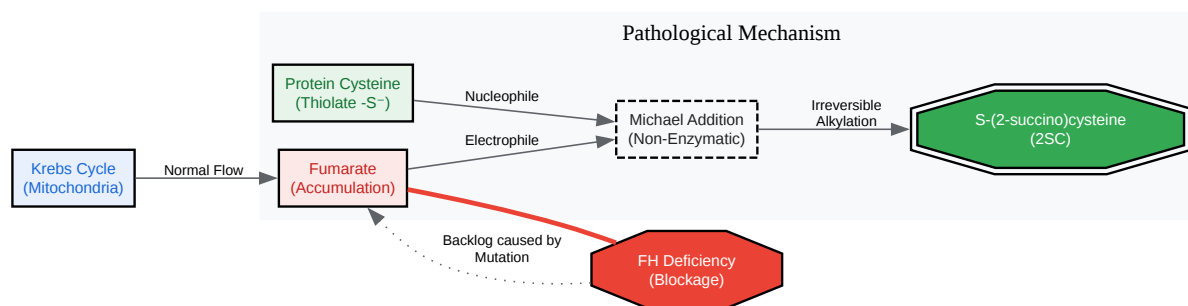 Pathological Mechanism
Protein Cysteine
(Thiolate -S⁻)
Nucleophile
Michael Addition
(Non-Enzymatic)
Irreversible
Alkylation
S-(2-succino)cysteine
(2SC)
Electrophile
Krebs Cycle
(Mitochondria)
Normal Flow
Fumarate
(Accumulation)
Backlog caused by
Mutation
FH Deficiency
(Blockage)